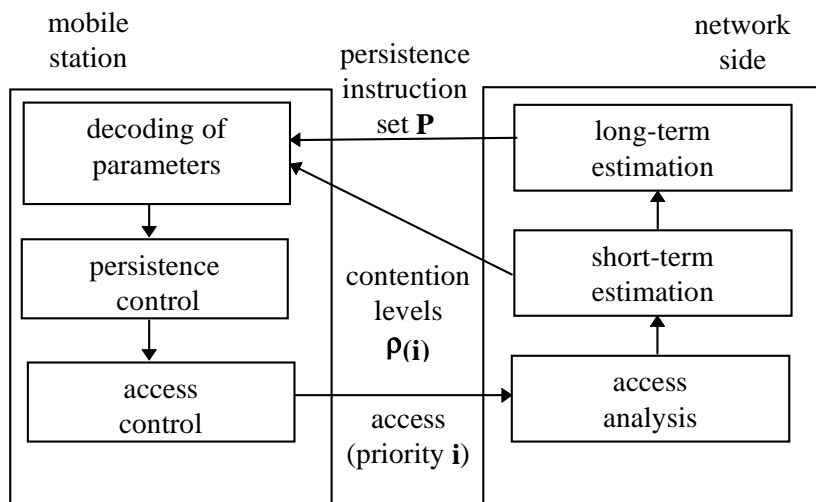 mobile
station
network
side
persistence
instruction
set P
decoding of
parameters
long-term
estimation
persistence
control
contention
levels
ρ(i)
short-term
estimation
access
control
access
(priority i)
access
analysis